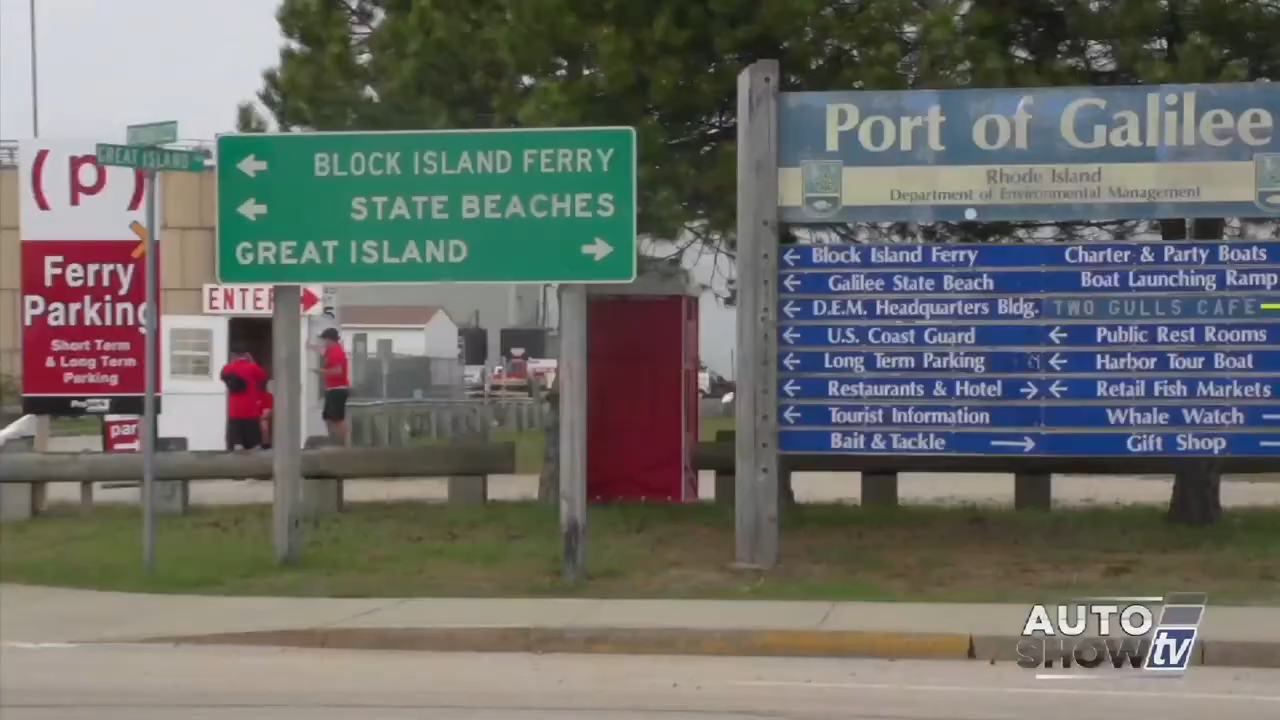 (p)
Ferry
Parking
Short Term
& Long Term
Parking
GREAT ISLAND
ENTER
par
← BLOCK ISLAND FERRY
← STATE BEACHES
GREAT ISLAND →
Port of Galilee
Rhode Island
Department of Environmental Management
← Block Island Ferry Charter & Party Boats
← Galilee State Beach Boat Launching Ramp
← D.E.M. Headquarters Bldg. TWO GULLS CAFE
← U.S. Coast Guard ← Public Rest Rooms
← Long Term Parking ← Harbor Tour Boat
← Restaurants & Hotel → ← Retail Fish Markets
← Tourist Information Whale Watch
Bait & Tackle → Gift Shop
AUTO
SHOW tv